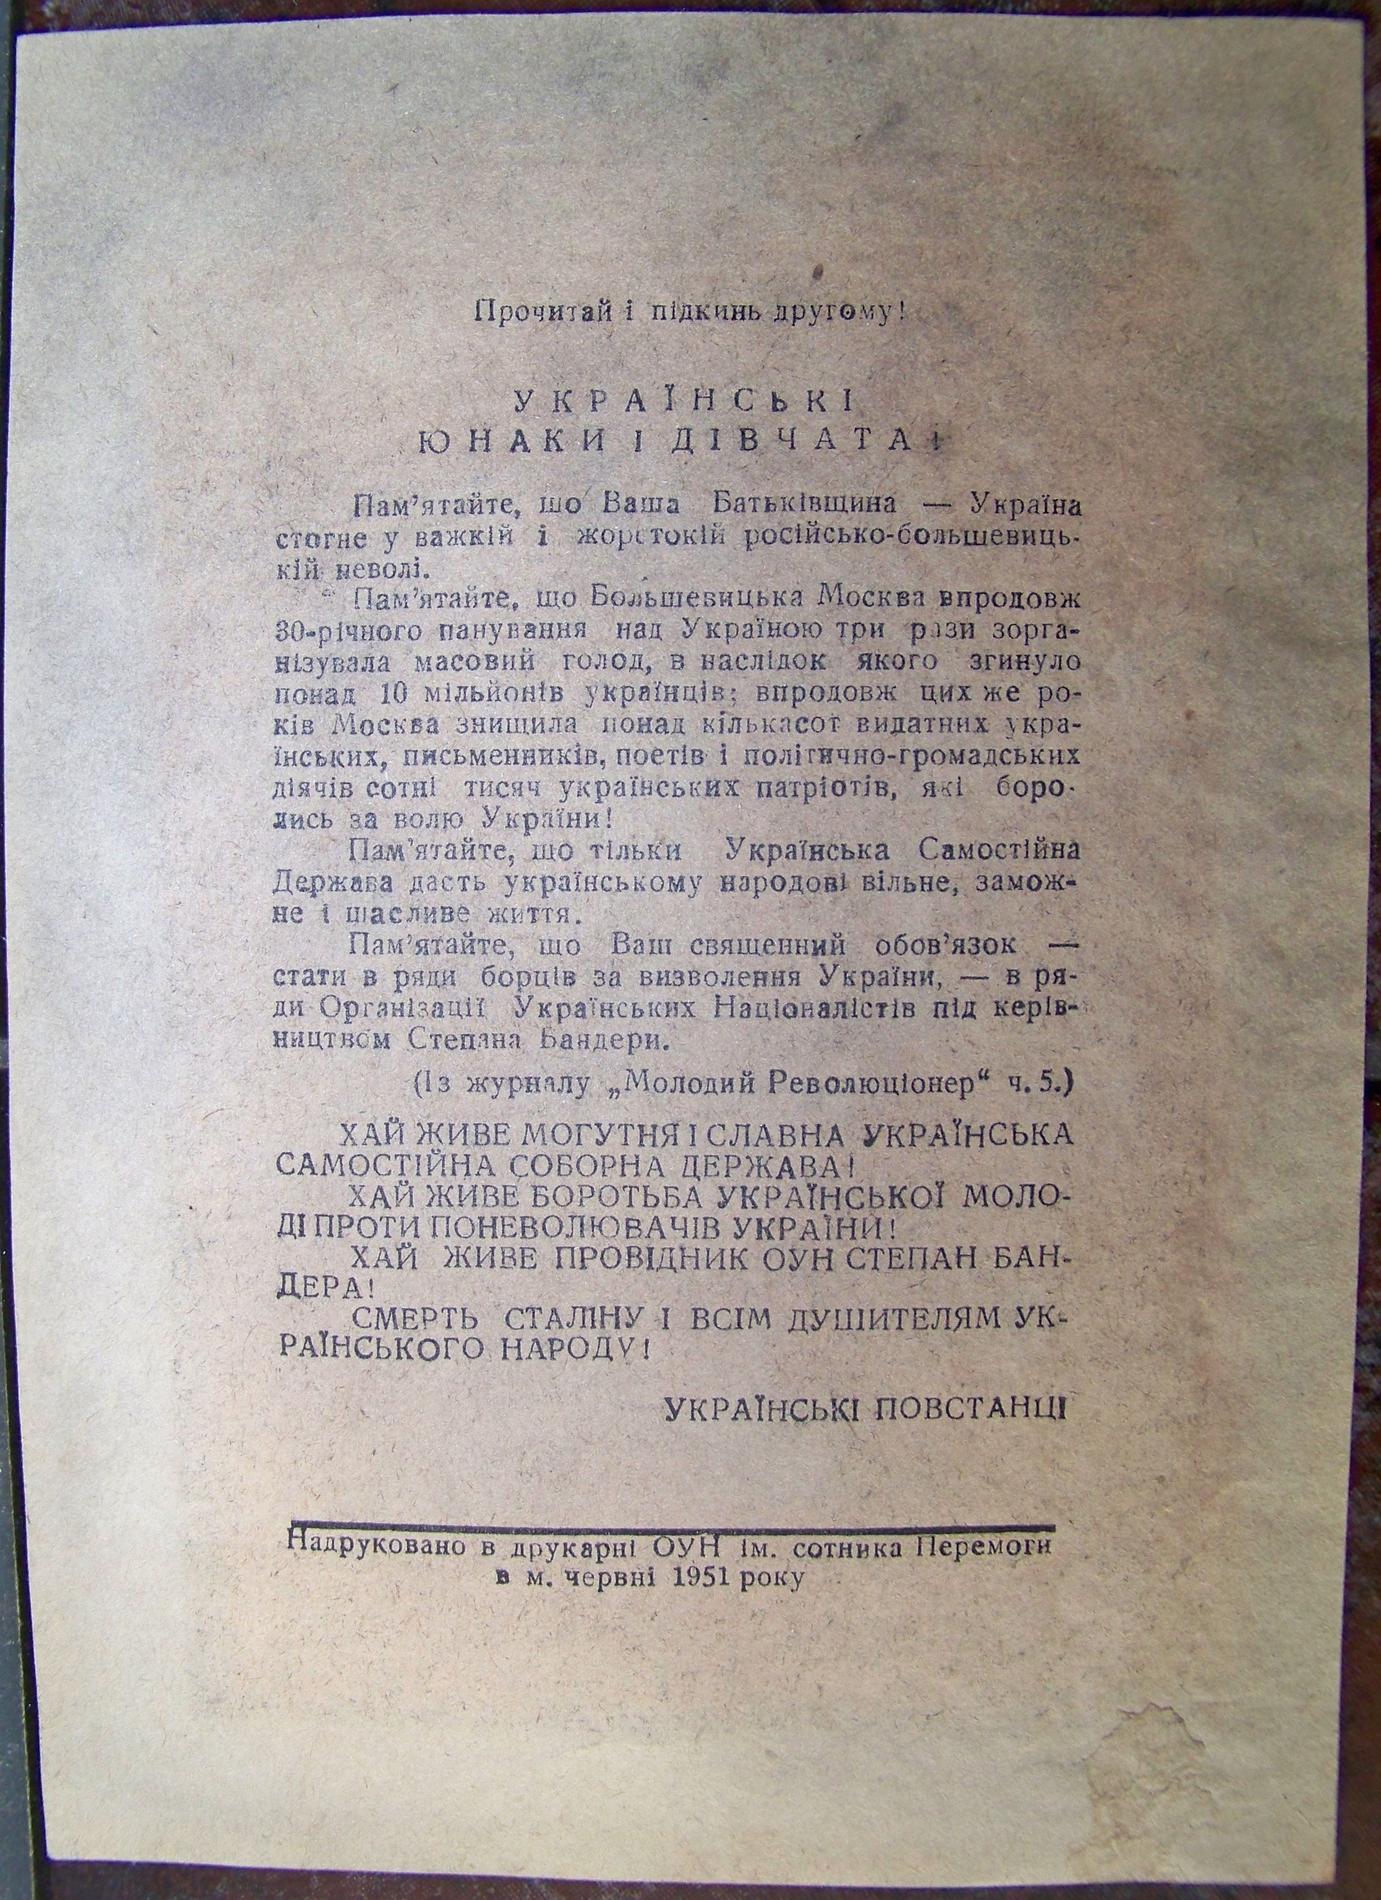 Прочитай і підкинь другому!
УКРАЇНСЬКІ
ЮНАКИ І ДІВЧАТА!
Пам’ятайте, що Ваша Батьківщина — Україна
стогне у важкій і жорстокій російсько-большевиць-
кій неволі.
Пам’ятайте, що Большевицька Москва впродовж
30-річного панування над Україною три рази зорга-
нізувала масовий голод, в наслідок якого згинуло
понад 10 мільйонів українців; впродовж цих же ро-
ків Москва знищила понад кількасот видатних укра-
їнських, письменників, поетів і політично-громадських
діячів сотні тисяч українських патріотів, які боро-
лись за волю України!
Пам’ятайте, що тільки Українська Самостійна
Держава дасть українському народові вільне, замож-
не і щасливе життя.
Пам’ятайте, що Ваш священний обов’язок —
стати в ряди борців за визволення України, — в ря-
ди Організації Українських Націоналістів під керів-
ництвом Степана Бандери.
(Із журналу „Молодий Революціонер“ ч. 5.)
ХАЙ ЖИВЕ МОГУТНЯ І СЛАВНА УКРАЇНСЬКА
САМОСТІЙНА СОБОРНА ДЕРЖАВА!
ХАЙ ЖИВЕ БОРОТЬБА УКРАЇНСЬКОЇ МОЛО-
ДІ ПРОТИ ПОНЕВОЛЮВАЧІВ УКРАЇНИ!
ХАЙ ЖИВЕ ПРОВІДНИК ОУН СТЕПАН БАН-
ДЕРА!
СМЕРТЬ СТАЛІНУ І ВСІМ ДУШИТЕЛЯМ УК-
РАЇНСЬКОГО НАРОДУ!
УКРАЇНСЬКІ ПОВСТАНЦІ
Надруковано в друкарні ОУН ім. сотника Перемоги
в м. червні 1951 року